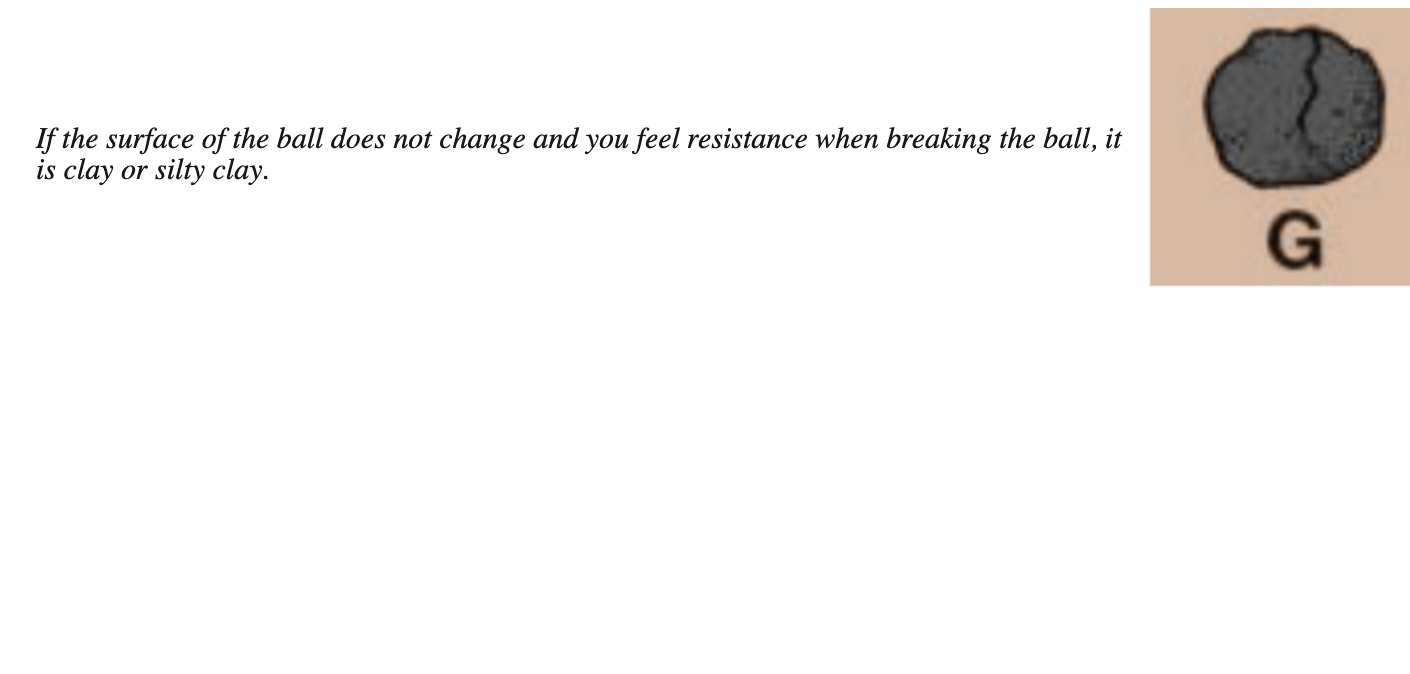 If the surface of the ball does not change and you feel resistance when breaking the ball, it
is clay or silty clay.
G